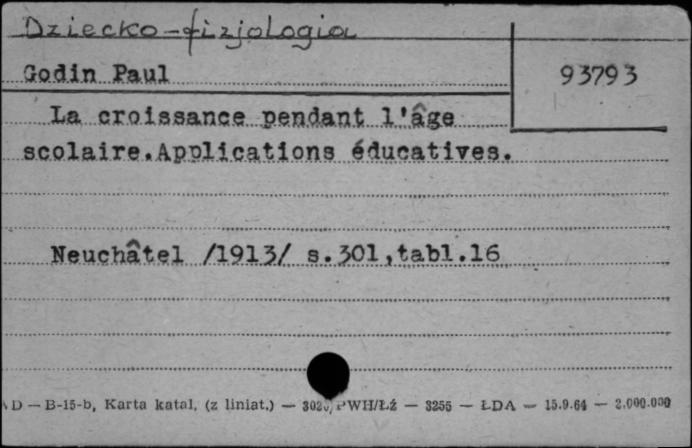 Dziecko-fizjologia
Godin Paul
93793
La croissance pendant l'âge
scolaire.Applications éducatives.
Neuchâtel /1913/ s.301,tabl.16
D — B-15-b, Karta katal. (z liniat.) — PWH/Łź — 3255 — ŁDA — 15.9.64 — 2.000.000